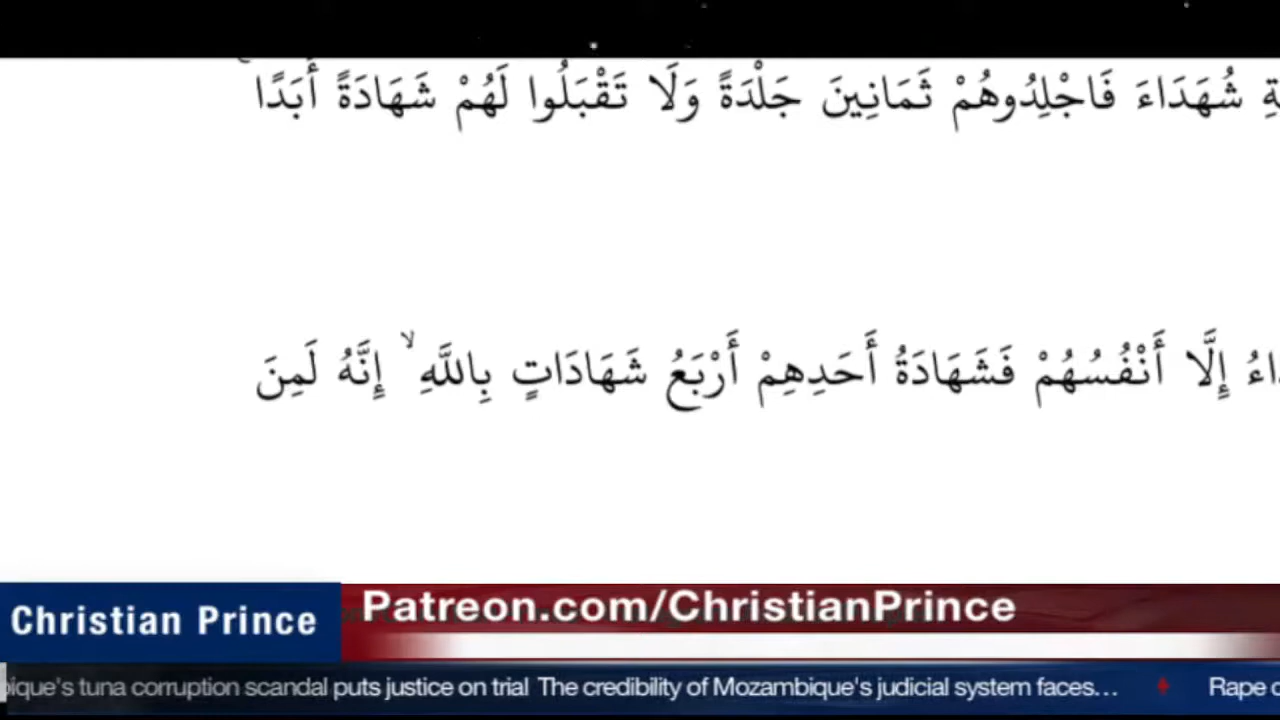 شُهَدَاءَ فَاجْلِدُوهُمْ ثَمَانِينَ جَلْدَةً وَلَا تَقْبَلُوا لَهُمْ شَهَادَةً أَبَدًا ۚ
إِلَّا أَنْفُسُهُمْ فَشَهَادَةُ أَحَدِهِمْ أَرْبَعُ شَهَادَاتٍ بِاللَّهِ ۙ إِنَّهُ لَمِنَ
Christian Prince
Patreon.com/ChristianPrince
bique's tuna corruption scandal puts justice on trial The credibility of Mozambique's judicial system faces... Rape